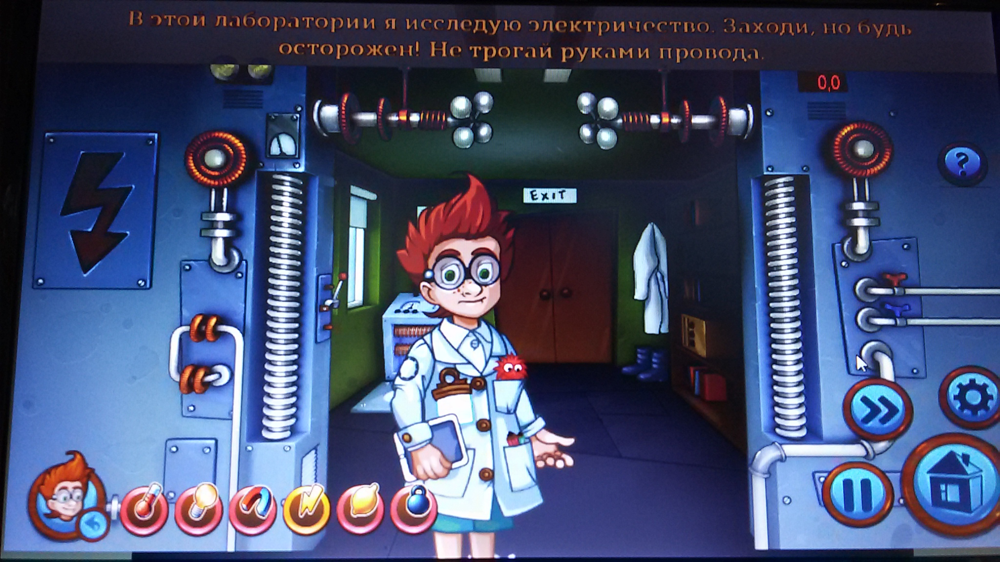 В этой лаборатории я исследую электричество. Заходи, но будь
осторожен! Не трогай руками провода.
0,0
?
EXIT